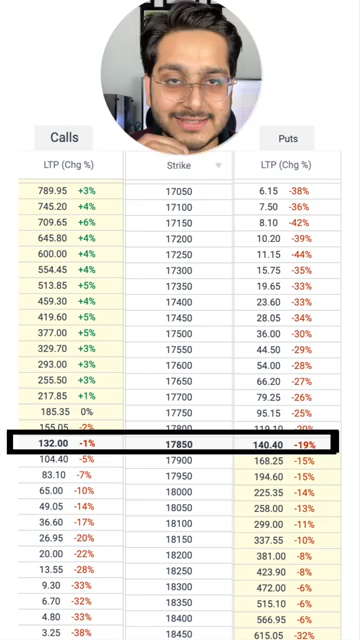 Calls Puts
LTP (Chg %) Strike LTP (Chg %)
789.95 +3% 17050 6.15 -38%
745.20 +4% 17100 7.50 -36%
709.65 +6% 17150 8.10 -42%
645.80 +4% 17200 10.20 -39%
600.00 +4% 17250 11.15 -44%
554.45 +4% 17300 15.75 -35%
513.85 +5% 17350 19.65 -33%
459.30 +4% 17400 23.60 -33%
419.60 +5% 17450 28.05 -34%
377.00 +5% 17500 36.00 -30%
329.70 +3% 17550 44.50 -29%
293.00 +3% 17600 54.00 -28%
255.50 +3% 17650 66.20 -27%
217.85 +1% 17700 79.25 -26%
185.35 0% 17750 95.15 -25%
155.05 -2% 17800 119.10 -20%
132.00 -1% 17850 140.40 -19%
104.40 -5% 17900 168.25 -15%
83.10 -7% 17950 194.60 -15%
65.00 -10% 18000 225.35 -14%
49.05 -14% 18050 258.00 -13%
36.60 -17% 18100 299.00 -11%
26.95 -20% 18150 337.55 -10%
20.00 -22% 18200 381.00 -8%
13.55 -28% 18250 423.90 -8%
9.30 -33% 18300 472.00 -6%
6.70 -32% 18350 515.10 -6%
4.80 -33% 18400 566.95 -6%
3.25 -38% 18450 615.05 -32%